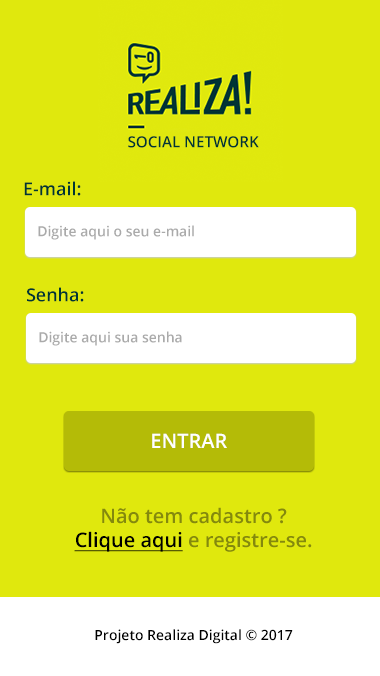 REALIZA!
SOCIAL NETWORK
E-mail:
Digite aqui o seu e-mail
Senha:
Digite aqui sua senha
ENTRAR
Não tem cadastro ?
Clique aqui e registre-se.
Projeto Realiza Digital © 2017